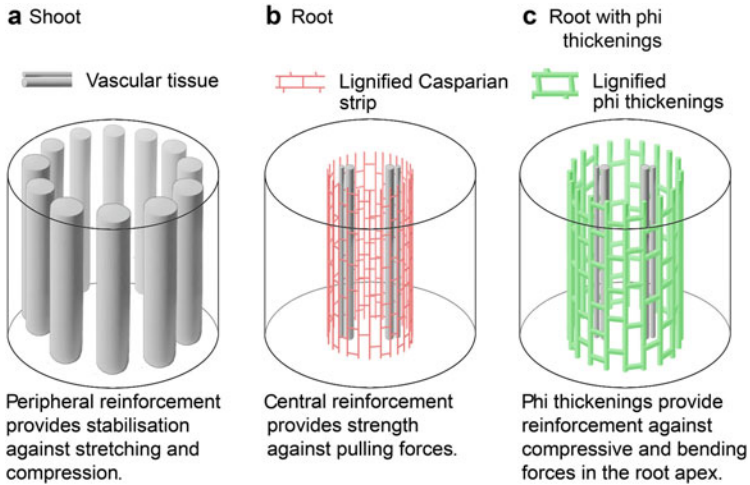 a Shoot
Vascular tissue
Peripheral reinforcement
provides stabilisation
against stretching and
compression.
b Root
Lignified Casparian
strip
Central reinforcement
provides strength
against pulling forces.
c Root with phi
thickenings
Lignified
phi thickenings
Phi thickenings provide
reinforcement against
compressive and bending
forces in the root apex.